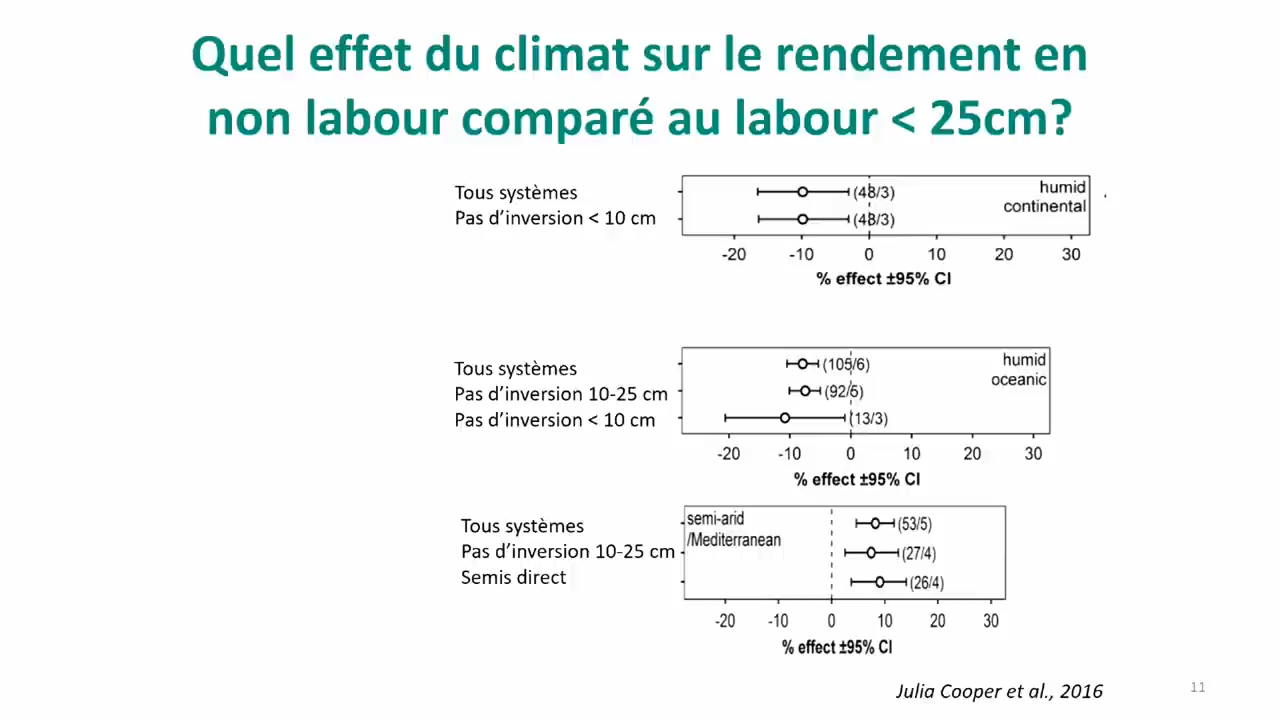 Quel effet du climat sur le rendement en
non labour comparé au labour < 25cm?
Tous systèmes
Pas d’inversion < 10 cm
(48/3)
(48/3)
humid
continental
-20 -10 0 10 20 30
% effect ±95% CI
Tous systèmes
Pas d’inversion 10-25 cm
Pas d’inversion < 10 cm
(105/6)
(92/5)
(13/3)
humid
oceanic
-20 -10 0 10 20 30
% effect ±95% CI
Tous systèmes
Pas d’inversion 10-25 cm
Semis direct
semi-arid
/Mediterranean
(53/5)
(27/4)
(26/4)
-20 -10 0 10 20 30
% effect ±95% CI
Julia Cooper et al., 2016
11